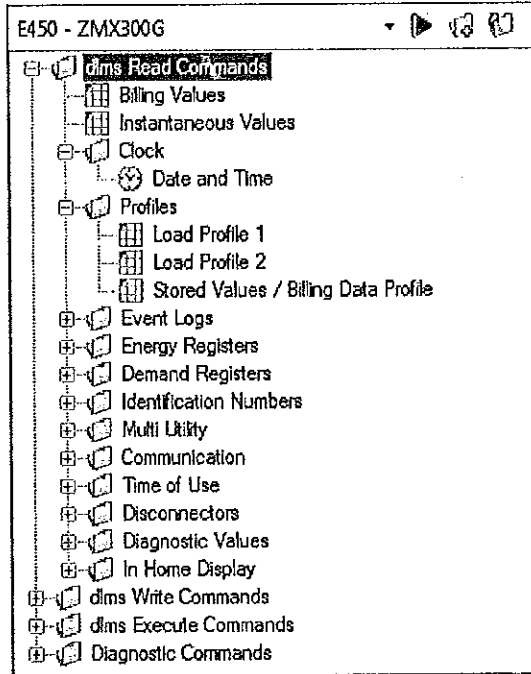 E450 - ZMX300G
dlms Read Commands
Billing Values
Instantaneous Values
Clock
Date and Time
Profiles
Load Profile 1
Load Profile 2
Stored Values / Billing Data Profile
Event Logs
Energy Registers
Demand Registers
Identification Numbers
Multi Utility
Communication
Time of Use
Disconnectors
Diagnostic Values
In Home Display
dlms Write Commands
dlms Execute Commands
Diagnostic Commands